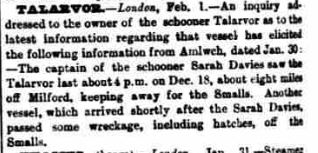 TALARVOR.—London, Feb. 1.—An inquiry ad-
dressed to the owner of the schooner Talarvor as to the
latest information regarding that vessel has elicited
the following information from Amlwch, dated Jan. 30:
—The captain of the schooner Sarah Davies saw the
Talarvor last about 4 p.m. on Dec. 18, about eight miles
off Milford, keeping away for the Smalls. Another
vessel, which arrived shortly after the Sarah Davies,
passed some wreckage, including hatches, off the
Smalls.
London, Jan. 31.—Steamer